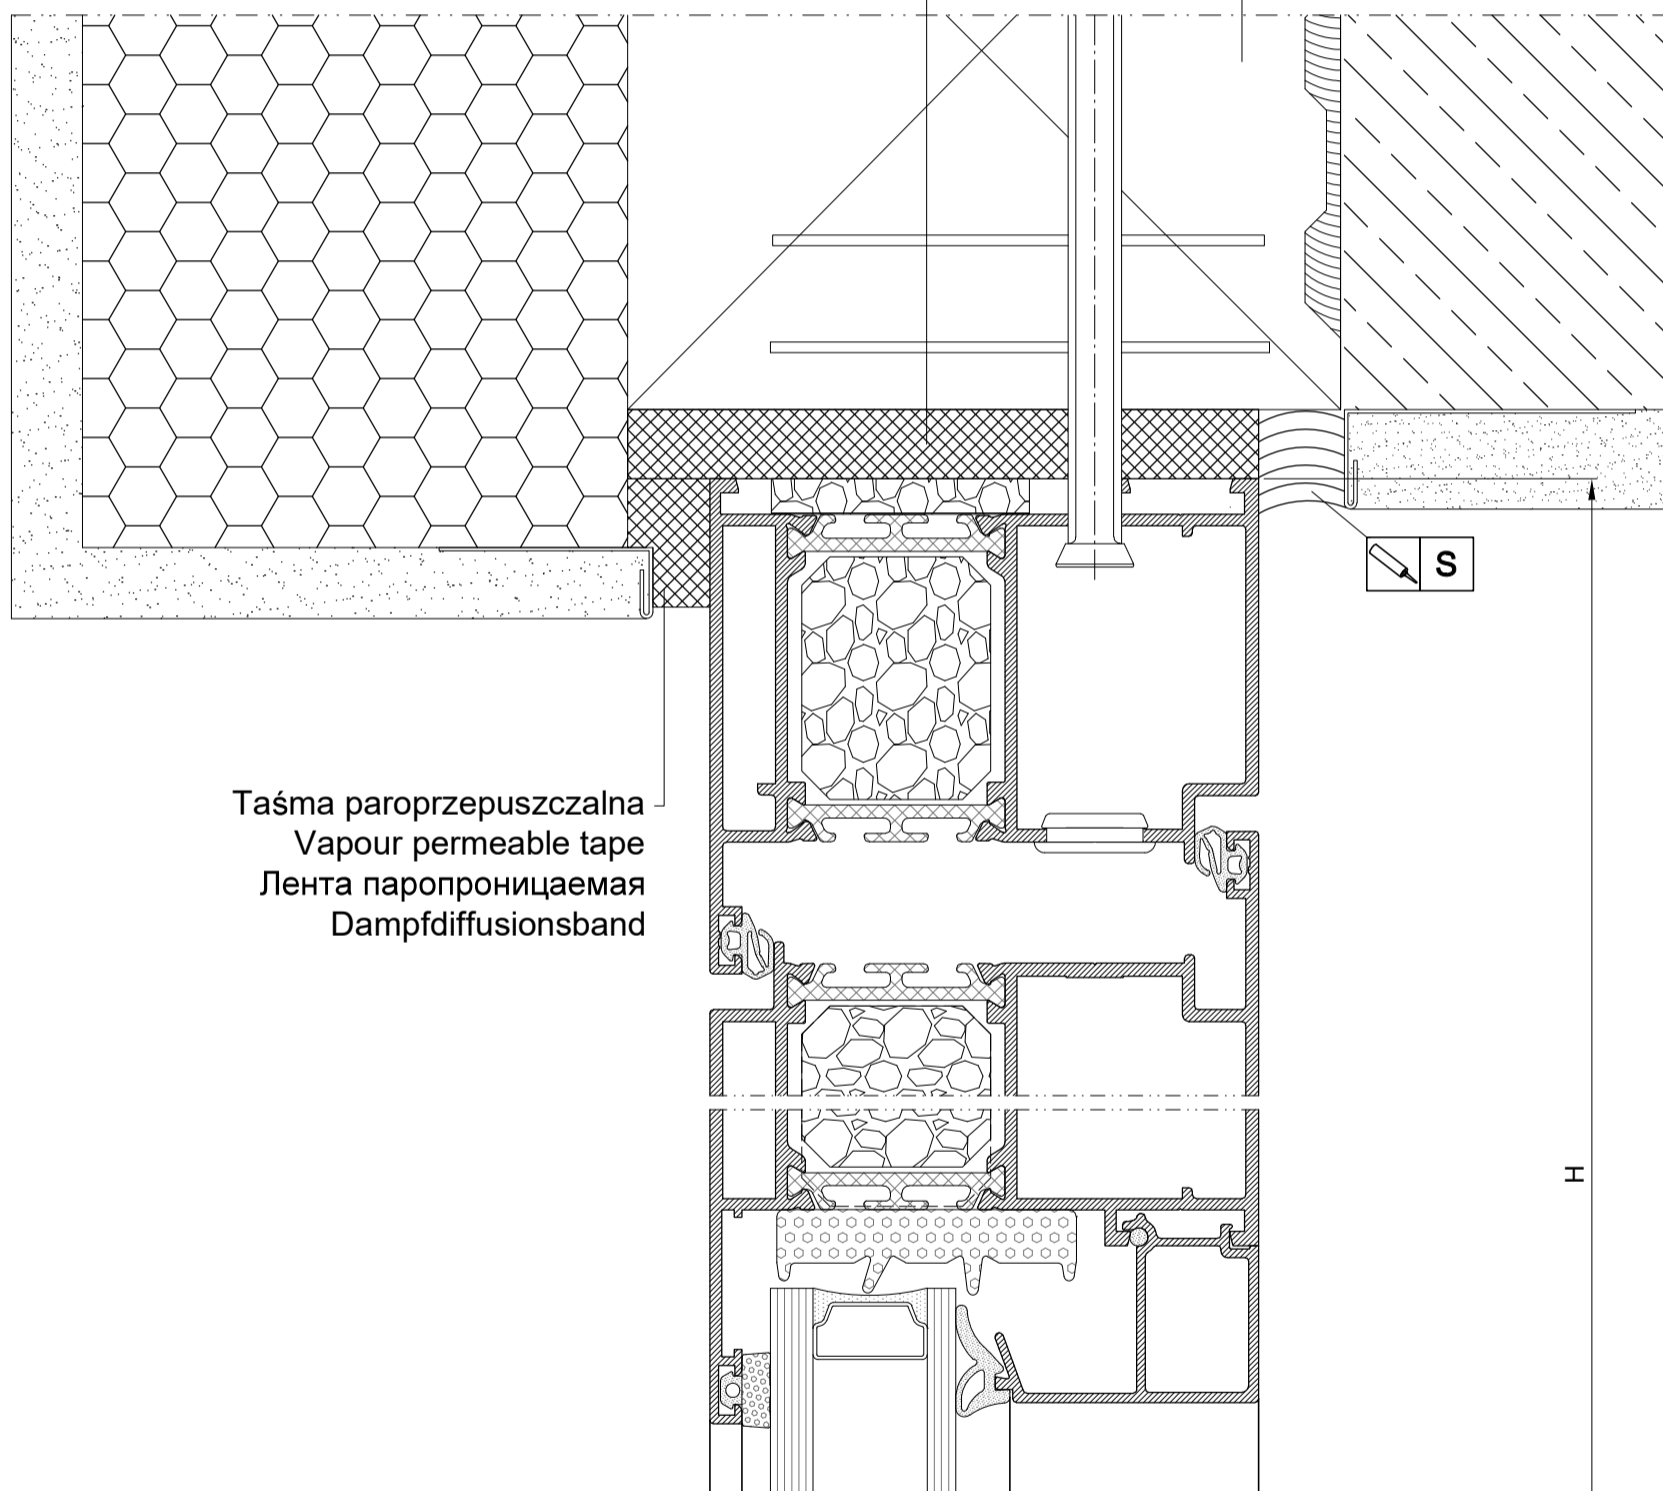 S
Taśma paroprzepuszczalna
Vapour permeable tape
Лента паропроницаемая
Dampfdiffusionsband
H